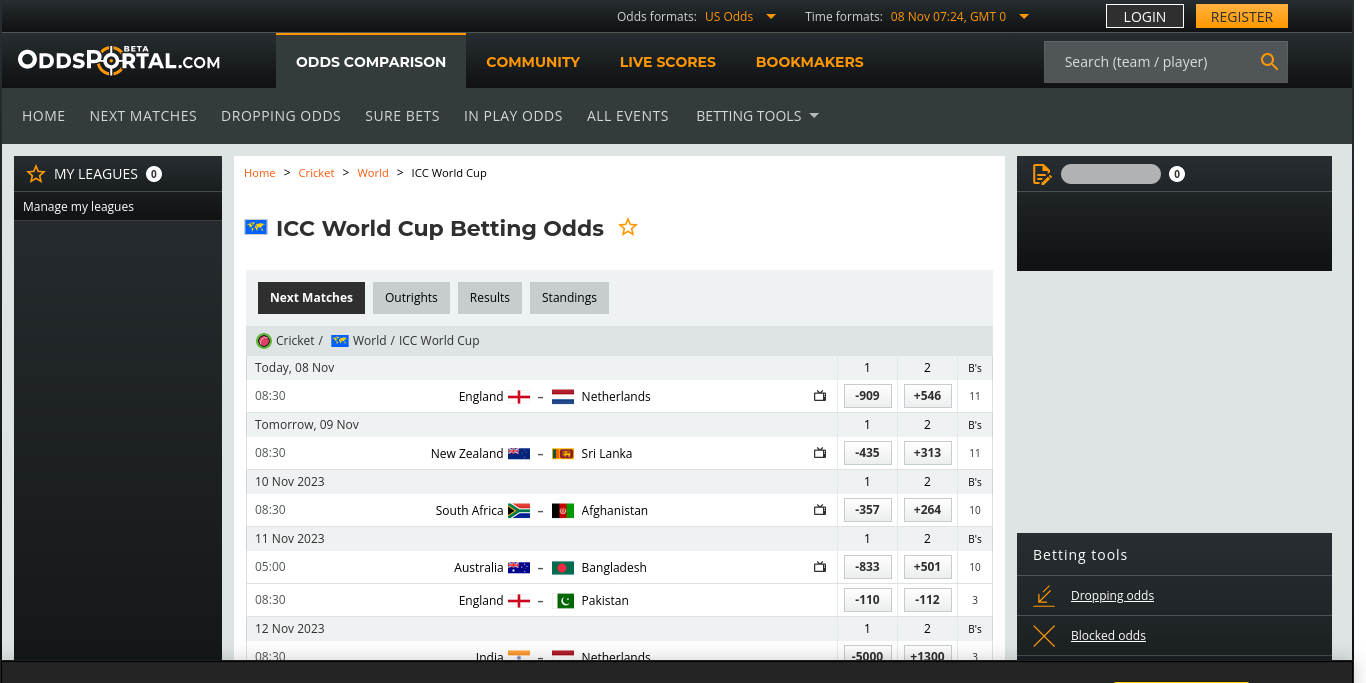 Odds formats: US Odds Time formats: 08 Nov 07:24, GMT 0 LOGIN REGISTER
ODDSPORTAL.COM BETA ODDS COMPARISON COMMUNITY LIVE SCORES BOOKMAKERS Search (team / player)
HOME NEXT MATCHES DROPPING ODDS SURE BETS IN PLAY ODDS ALL EVENTS BETTING TOOLS
MY LEAGUES 0
Manage my leagues
Home > Cricket > World > ICC World Cup
ICC World Cup Betting Odds
Next Matches Outrights Results Standings
Cricket / World / ICC World Cup
Today, 08 Nov 1 2 B's
08:30 England – Netherlands -909 +546 11
Tomorrow, 09 Nov 1 2 B's
08:30 New Zealand – Sri Lanka -435 +313 11
10 Nov 2023 1 2 B's
08:30 South Africa – Afghanistan -357 +264 10
11 Nov 2023 1 2 B's
05:00 Australia – Bangladesh -833 +501 10
08:30 England – Pakistan -110 -112 3
12 Nov 2023 1 2 B's
08:30 India – Netherlands -5000 +1300 3
0
Betting tools
Dropping odds
Blocked odds